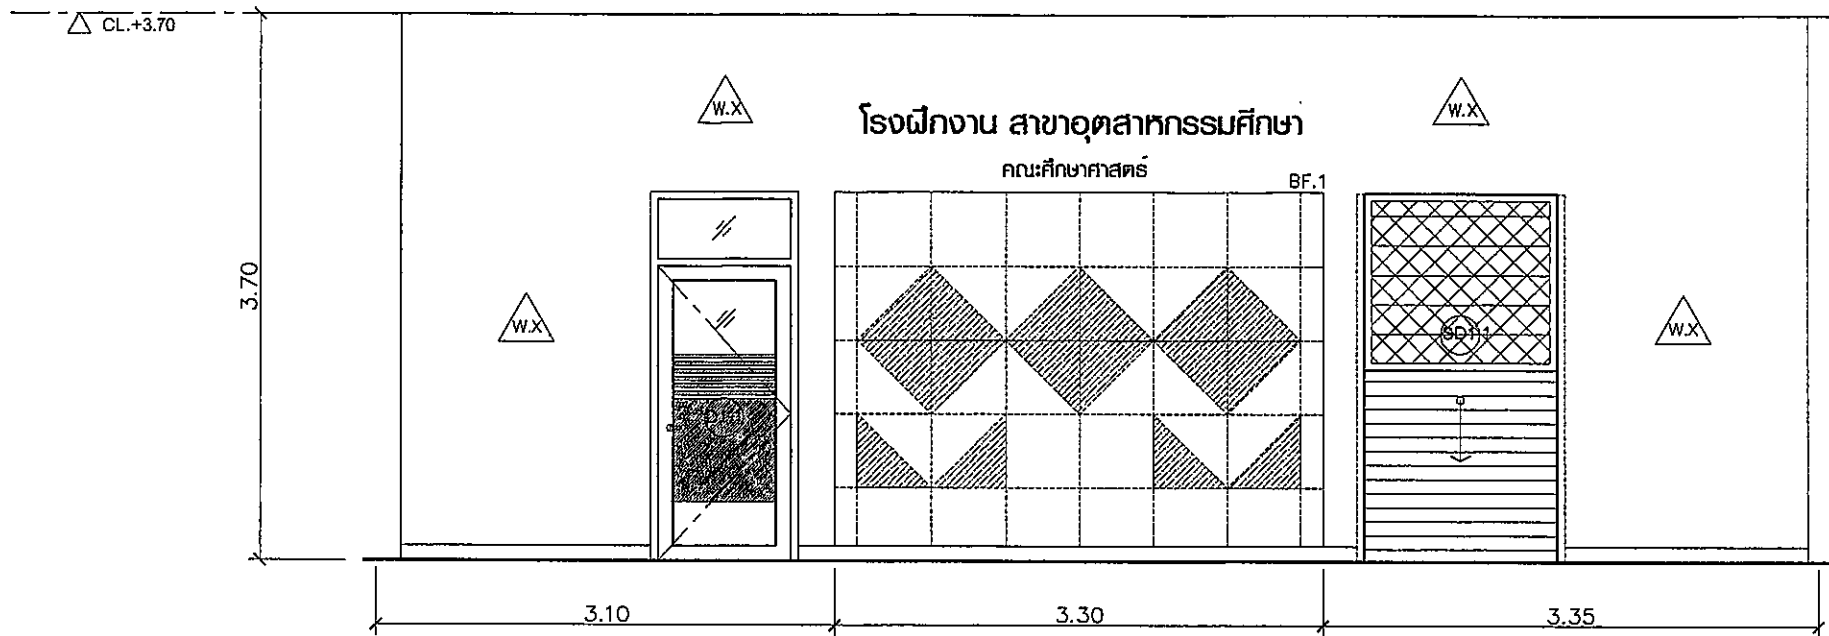 CL.+3.70
W.X
W.X
โรงฝึกงาน สาขาอุตสาหกรรมศึกษา
คณะศึกษาศาสตร์
BF.1
3.70
W.X
SD1.1
W.X
3.10
3.30
3.35